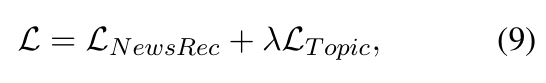 ℒ = ℒ_{NewsRec} + λℒ_{Topic}, (9)